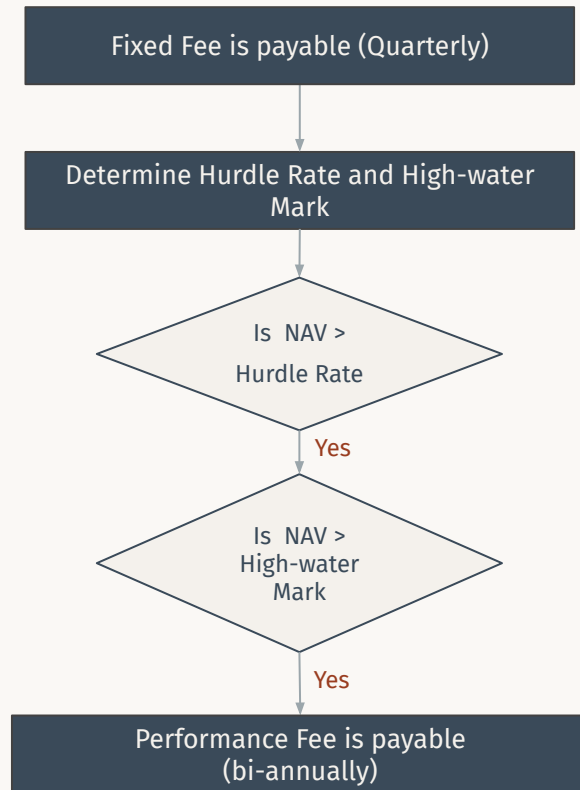 Fixed Fee is payable (Quarterly)
Determine Hurdle Rate and High-water
Mark
Is NAV >
Hurdle Rate
Yes
Is NAV >
High-water
Mark
Yes
Performance Fee is payable
(bi-annually)